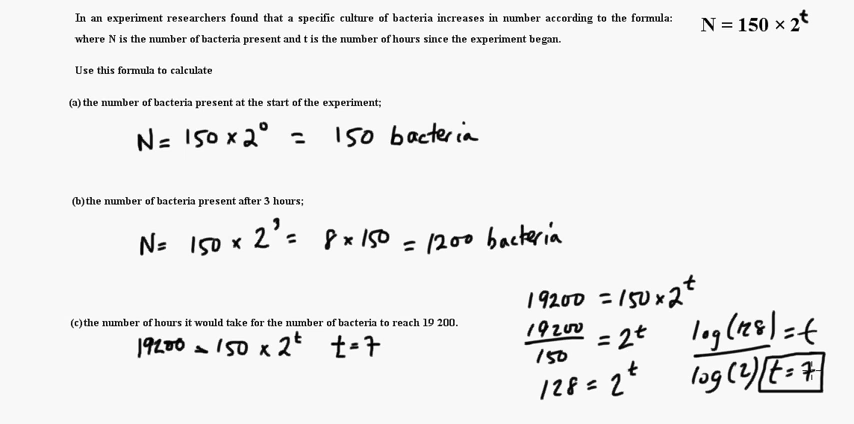 In an experiment researchers found that a specific culture of bacteria increases in number according to the formula: N = 150 × 2^t
where N is the number of bacteria present and t is the number of hours since the experiment began.
Use this formula to calculate
(a) the number of bacteria present at the start of the experiment;
N = 150 × 2^0 = 150 bacteria
(b) the number of bacteria present after 3 hours;
N = 150 × 2^3 = 8 × 150 = 1200 bacteria
(c) the number of hours it would take for the number of bacteria to reach 19 200.
19200 = 150 × 2^t t = 7
19200 = 150 × 2^t
19200/150 = 2^t
128 = 2^t
log(128)/log(2) = t
t = 7